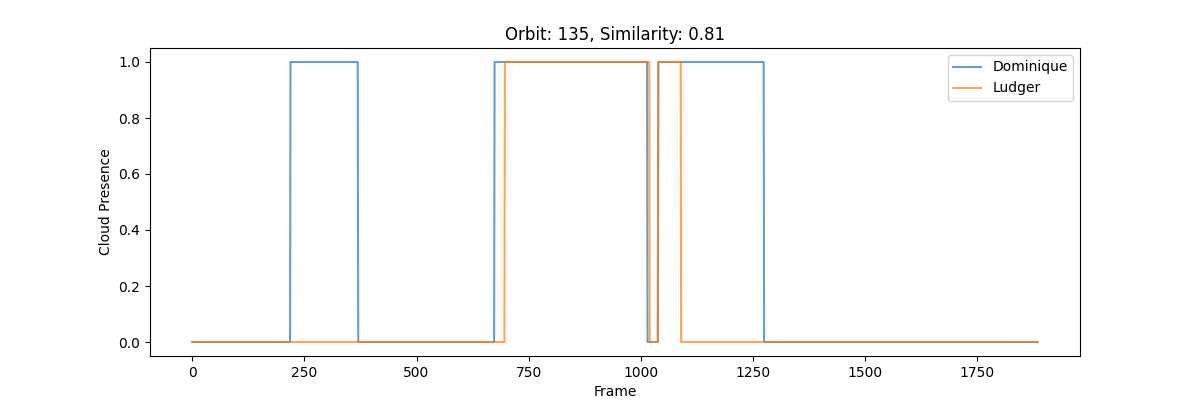 Orbit: 135, Similarity: 0.81
Cloud Presence
1.0
0.8
0.6
0.4
0.2
0.0
Dominique
Ludger
0 250 500 750 1000 1250 1500 1750
Frame